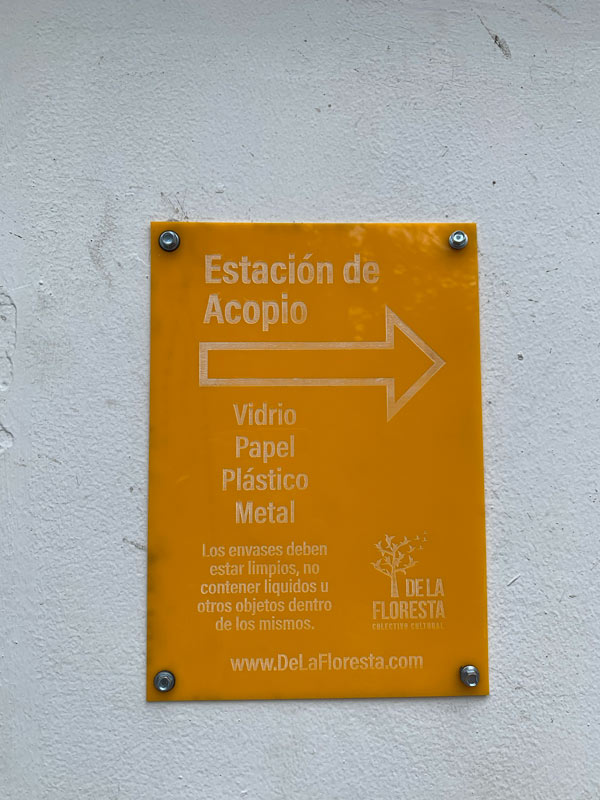 Estación de
Acopio
Vidrio
Papel
Plástico
Metal
Los envases deben
estar limpios, no
contener liquidos u
otros objetos dentro
de los mismos.
DE LA
FLORESTA
COLECTIVO CULTURAL
www.DeLaFloresta.com